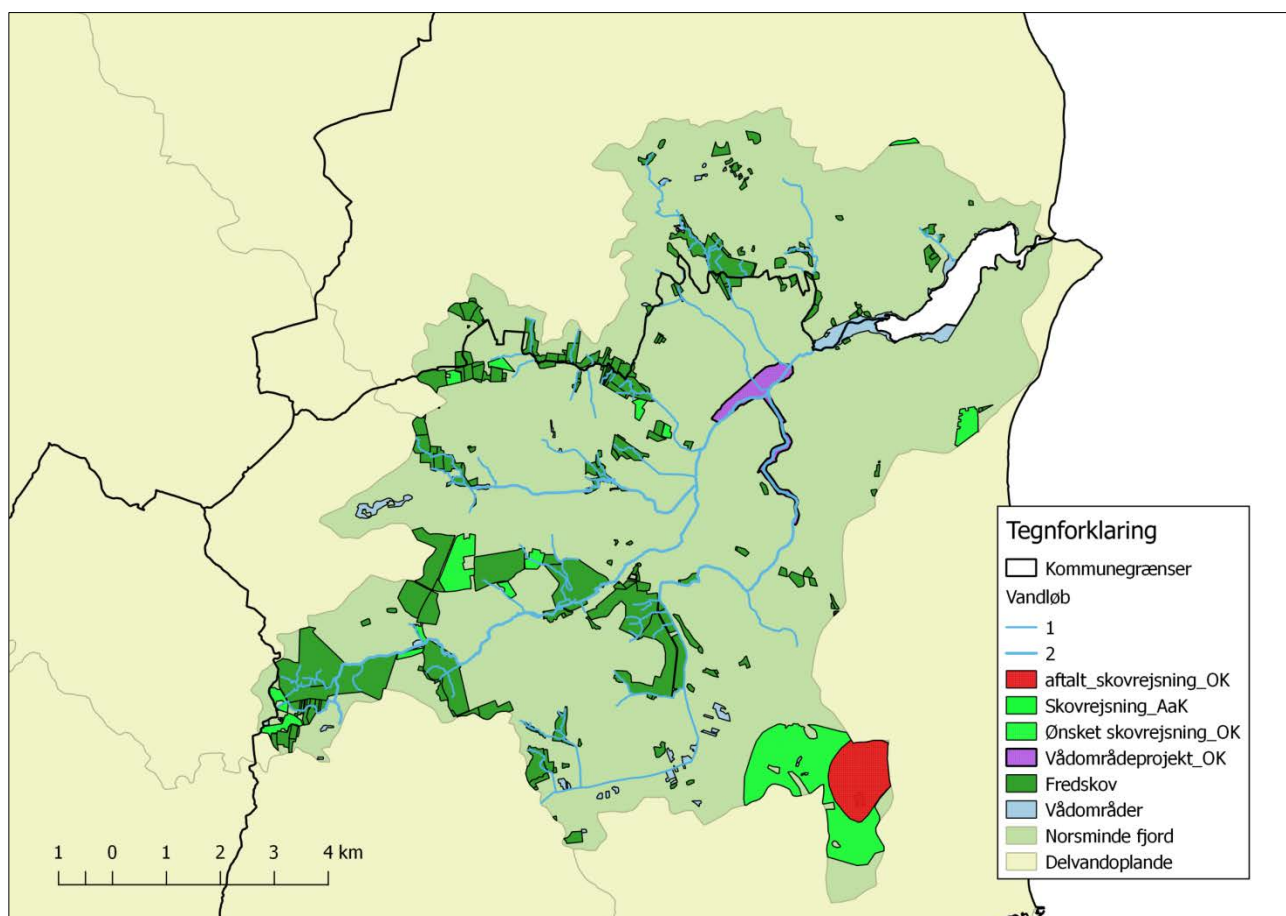 Tegnforklaring
Kommunegrænser
Vandløb
1
2
aftalt_skovrejsning_OK
Skovrejsning_AaK
Ønsket skovrejsning_OK
Vådområdeprojekt_OK
Fredskov
Vådområder
Norsminde fjord
Delvandoplande
1 0 1 2 3 4 km